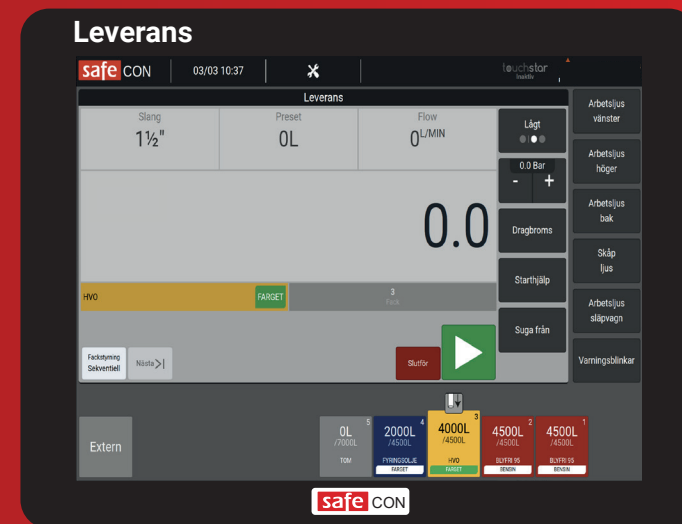 Leverans
safe CON
03/03 10:37
touchstar
Inaktiv
Leverans
Slang
Preset
Flow
1½"
0L
0L/MIN
0.0
HVO
FARGET
3
Fack
Fackstyrning
Sekventiell
Nästa
Slutför
Lågt
0.0 Bar
- +
Dragbroms
Starthjälp
Suga från
Arbetsljus
vänster
Arbetsljus
höger
Arbetsljus
bak
Skåp
ljus
Arbetsljus
släpvagn
Varningsblinkar
Extern
5
0L
/7000L
TOM
4
2000L
/4500L
FYRINGSOLJE
FARGET
3
4000L
/4500L
HVO
FARGET
2
4500L
/4500L
BLYFRI 95
BENSIN
1
4500L
/4500L
BLYFRI 95
BENSIN
safe CON